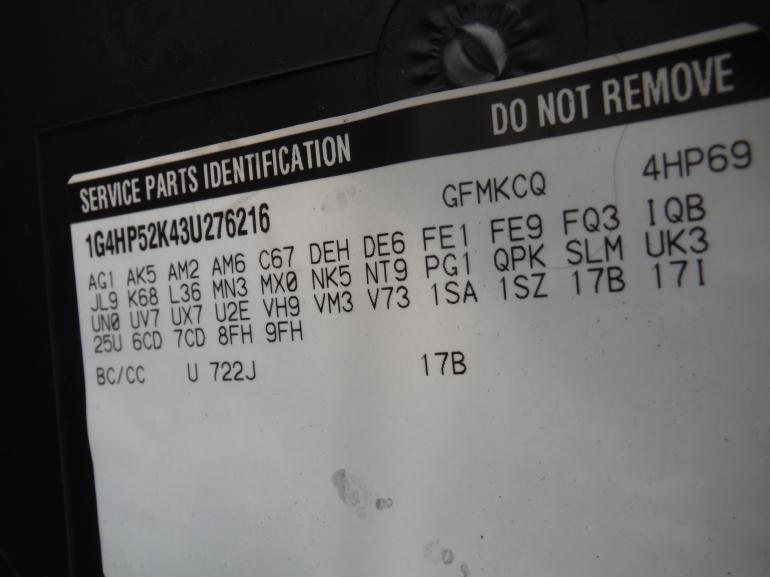 SERVICE PARTS IDENTIFICATION DO NOT REMOVE
1G4HP52K43U276216 GFMKCQ 4HP69
AG1 AK5 AM2 AM6 C67 DEH DE6 FE1 FE9 FQ3 IQB
JL9 K68 L36 MN3 MX0 NK5 NT9 PG1 QPK SLM UK3
UN0 UV7 UX7 U2E VH9 VM3 V73 1SA 1SZ 17B 17I
25U 6CD 7CD 8FH 9FH
BC/CC U 722J 17B